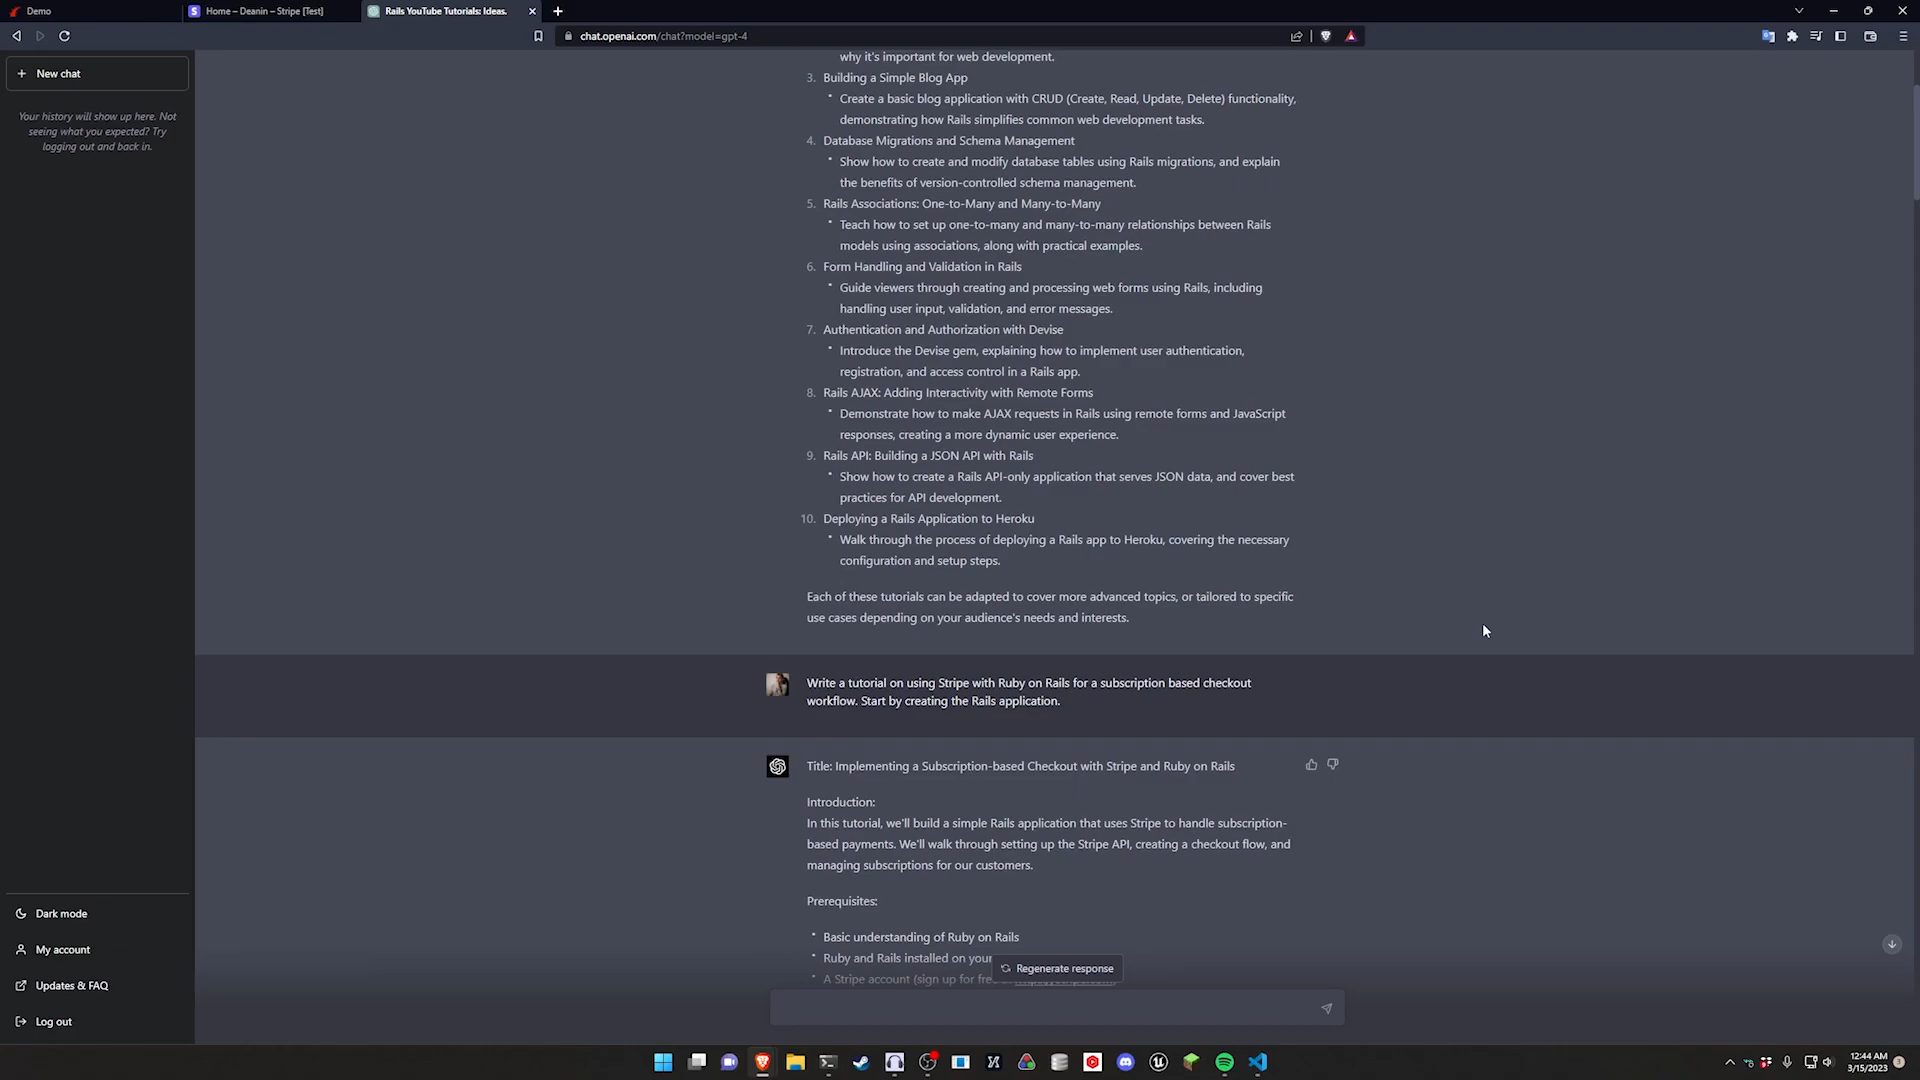 Demo
Home – Deanin – Stripe [Test]
Rails YouTube Tutorials: Ideas.
chat.openai.com/chat?model=gpt-4
New chat
Your history will show up here. Not
seeing what you expected? Try
logging out and back in.
why it's important for web development.
3. Building a Simple Blog App
• Create a basic blog application with CRUD (Create, Read, Update, Delete) functionality,
demonstrating how Rails simplifies common web development tasks.
4. Database Migrations and Schema Management
• Show how to create and modify database tables using Rails migrations, and explain
the benefits of version-controlled schema management.
5. Rails Associations: One-to-Many and Many-to-Many
• Teach how to set up one-to-many and many-to-many relationships between Rails
models using associations, along with practical examples.
6. Form Handling and Validation in Rails
• Guide viewers through creating and processing web forms using Rails, including
handling user input, validation, and error messages.
7. Authentication and Authorization with Devise
• Introduce the Devise gem, explaining how to implement user authentication,
registration, and access control in a Rails app.
8. Rails AJAX: Adding Interactivity with Remote Forms
• Demonstrate how to make AJAX requests in Rails using remote forms and JavaScript
responses, creating a more dynamic user experience.
9. Rails API: Building a JSON API with Rails
• Show how to create a Rails API-only application that serves JSON data, and cover best
practices for API development.
10. Deploying a Rails Application to Heroku
• Walk through the process of deploying a Rails app to Heroku, covering the necessary
configuration and setup steps.
Each of these tutorials can be adapted to cover more advanced topics, or tailored to specific
use cases depending on your audience's needs and interests.
Write a tutorial on using Stripe with Ruby on Rails for a subscription based checkout
workflow. Start by creating the Rails application.
Title: Implementing a Subscription-based Checkout with Stripe and Ruby on Rails
Introduction:
In this tutorial, we'll build a simple Rails application that uses Stripe to handle subscription-
based payments. We'll walk through setting up the Stripe API, creating a checkout flow, and
managing subscriptions for our customers.
Prerequisites:
• Basic understanding of Ruby on Rails
• Ruby and Rails installed on your
• A Stripe account (sign up for free
Regenerate response
Dark mode
My account
Updates & FAQ
Log out
12:44 AM
3/15/2023